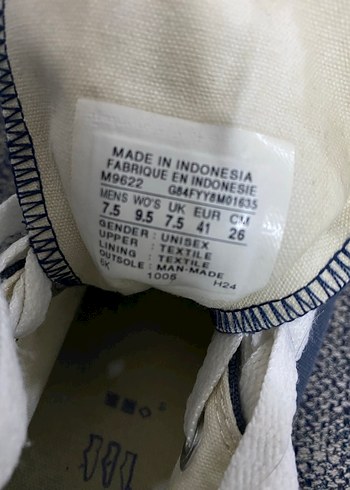 MADE IN INDONESIA
FABRIQUE EN INDONESIE
M9622 G84FYY8M01635
MENS WO'S UK EUR CM
7.5 9.5 7.5 41 26
GENDER : UNISEX
UPPER : TEXTILE
LINING : TEXTILE
OUTSOLE : MAN-MADE
SK 1005 H24